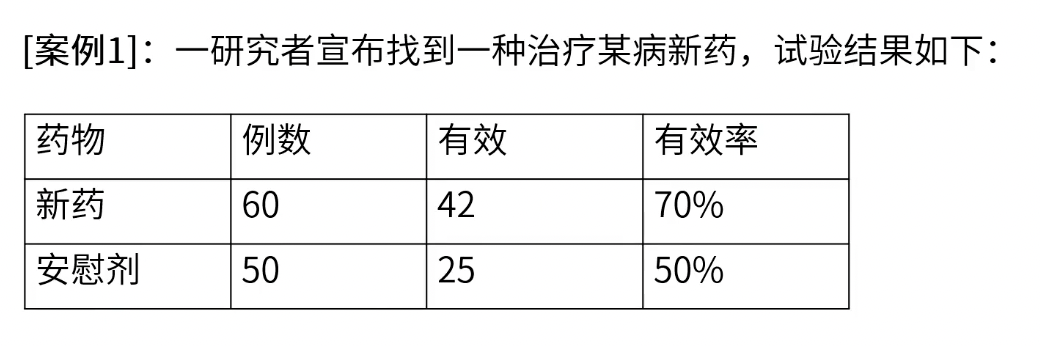 [案例1]：一研究者宣布找到一种治疗某病新药，试验结果如下：
药物 例数 有效 有效率
新药 60 42 70%
安慰剂 50 25 50%